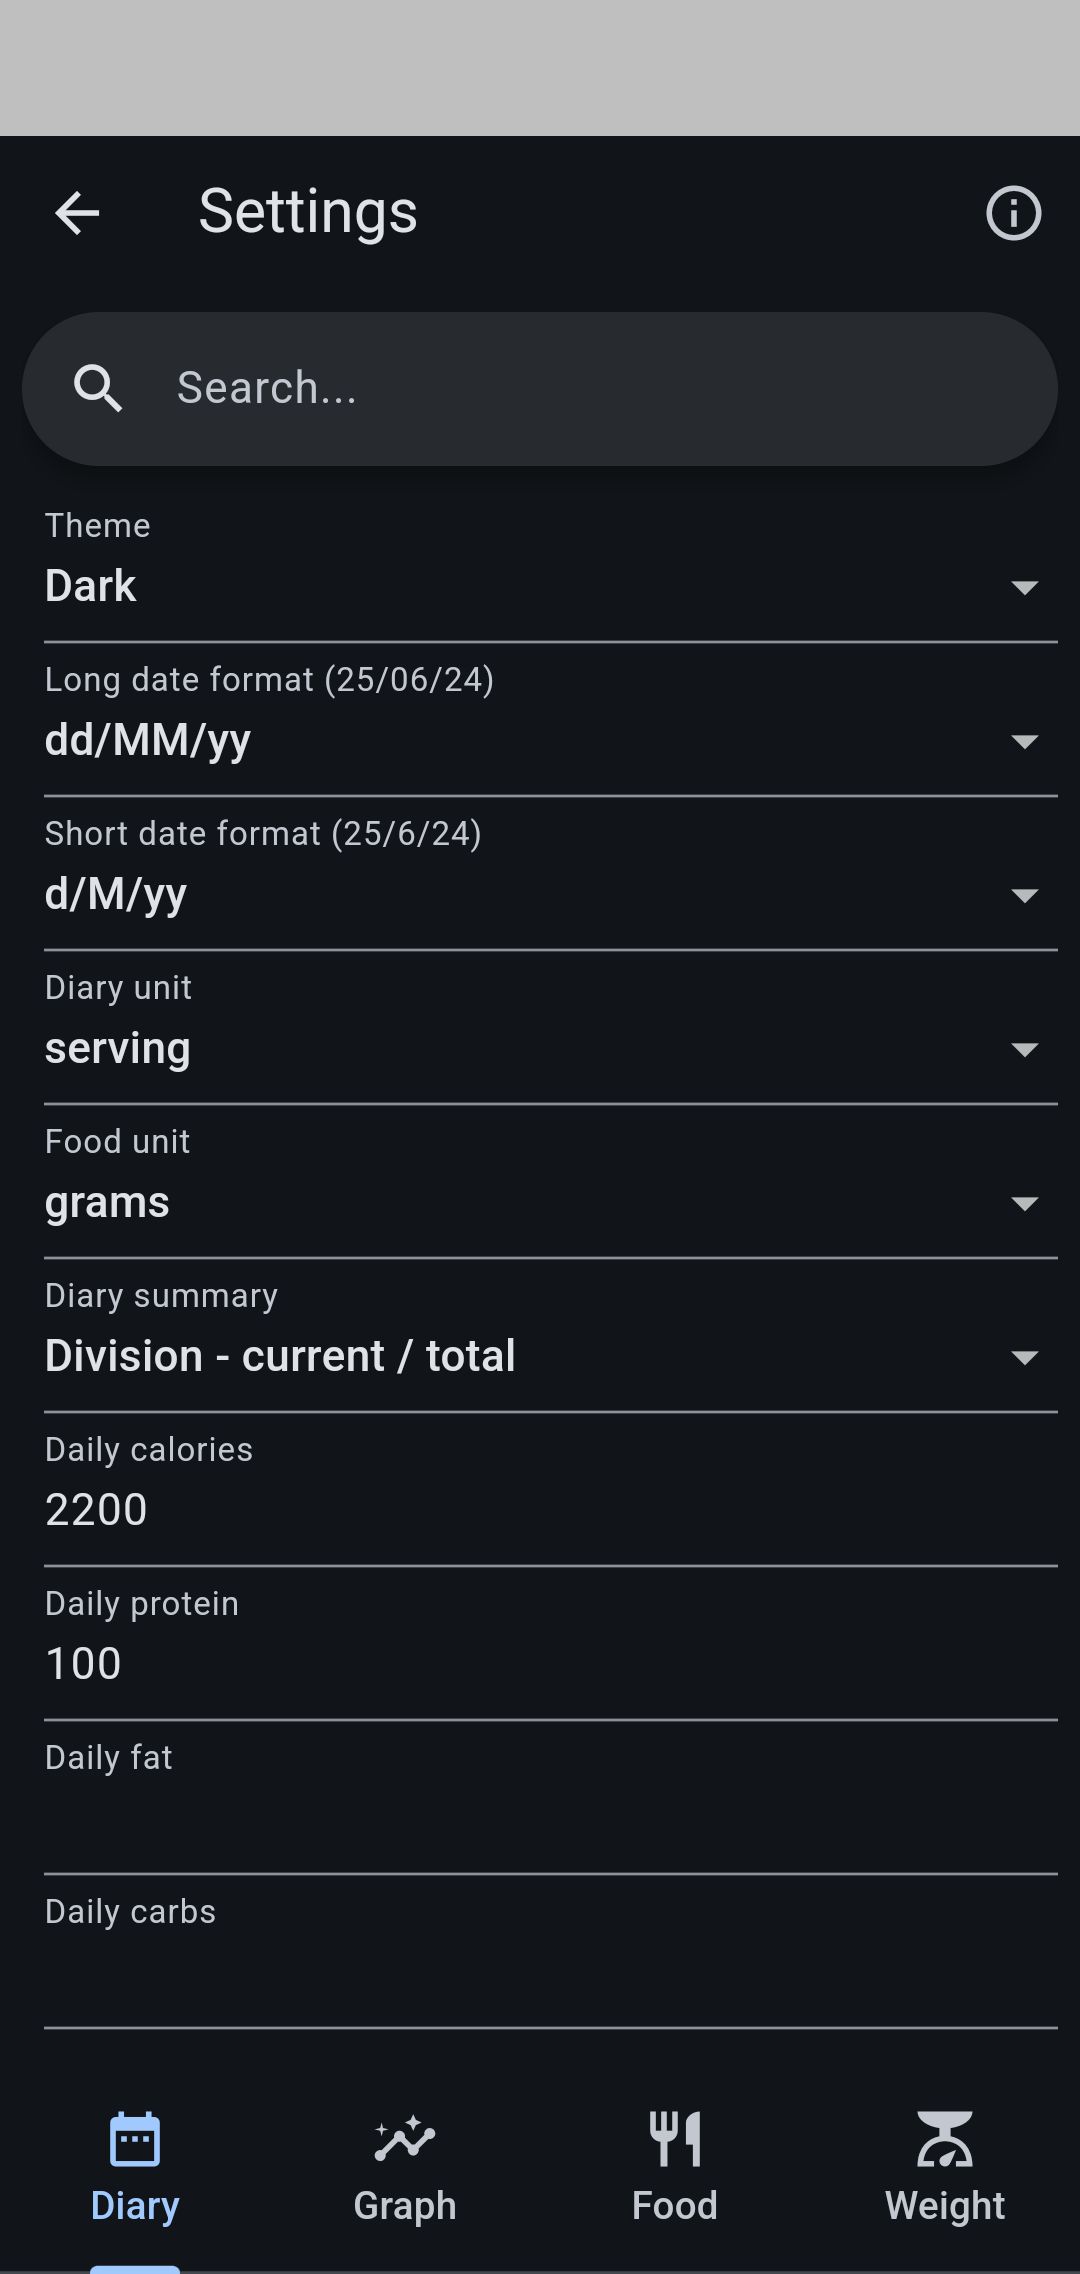 Settings
Search...
Theme
Dark
Long date format (25/06/24)
dd/MM/yy
Short date format (25/6/24)
d/M/yy
Diary unit
serving
Food unit
grams
Diary summary
Division - current / total
Daily calories
2200
Daily protein
100
Daily fat
Daily carbs
Diary
Graph
Food
Weight